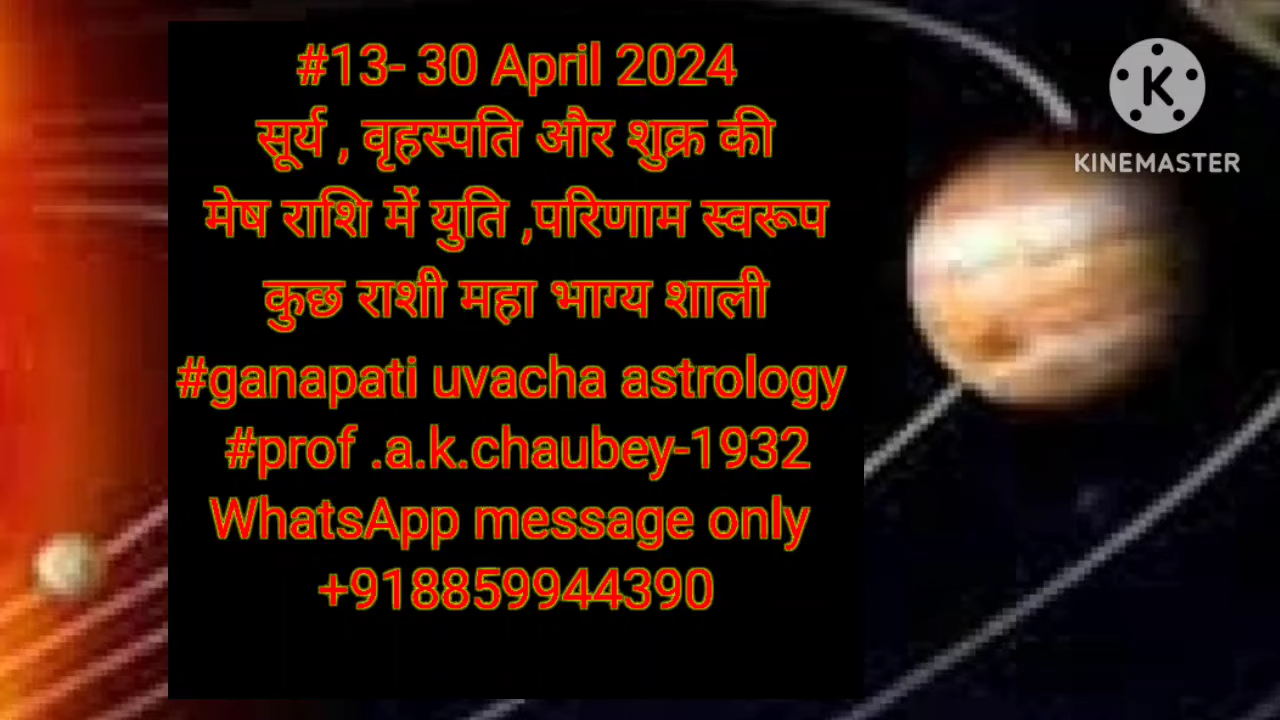 #13- 30 April 2024
सूर्य , वृहस्पति और शुक्र की
मेष राशि में युति ,परिणाम स्वरूप
कुछ राशी महा भाग्य शाली
#ganapati uvacha astrology
#prof .a.k.chaubey-1932
WhatsApp message only
+918859944390
K
KINEMASTER